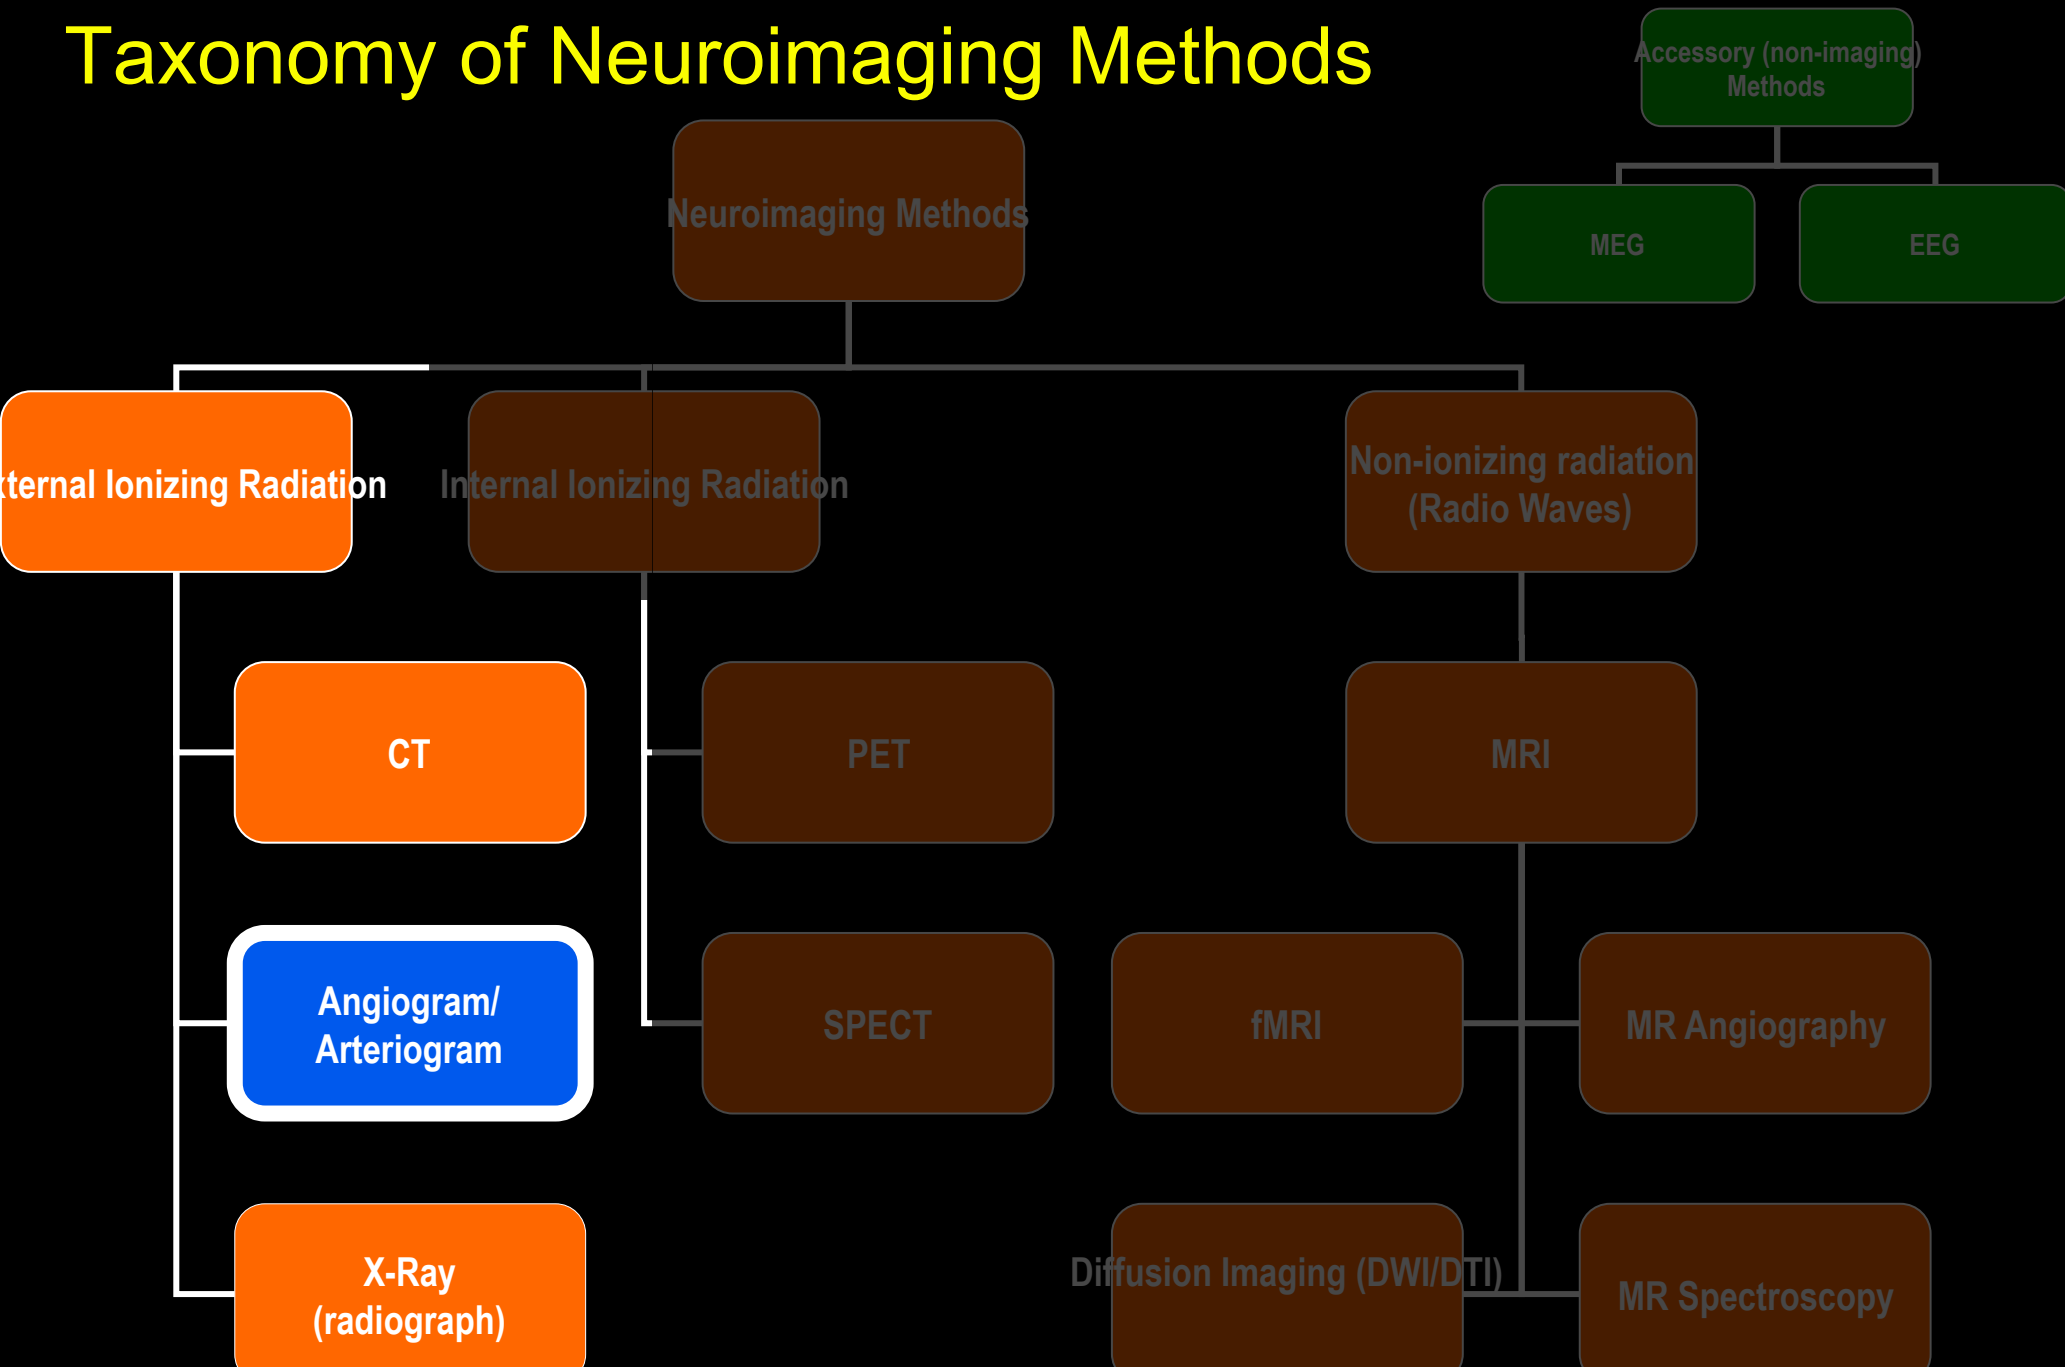 Taxonomy of Neuroimaging Methods
Accessory (non-imaging)
Methods
Neuroimaging Methods
MEG
EEG
xternal Ionizing Radiation
Internal Ionizing Radiation
Non-ionizing radiation
(Radio Waves)
CT
PET
MRI
Angiogram/
Arteriogram
SPECT
fMRI
MR Angiography
X-Ray
(radiograph)
Diffusion Imaging (DWI/DTI)
MR Spectroscopy